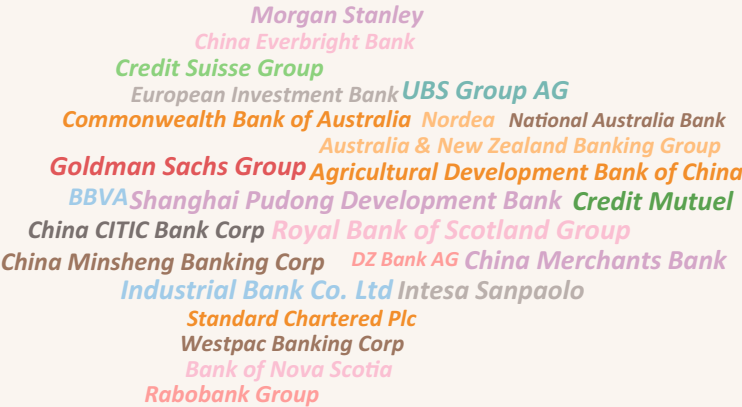 Morgan Stanley
China Everbright Bank
Credit Suisse Group
European Investment Bank UBS Group AG
Commonwealth Bank of Australia Nordea National Australia Bank
Australia & New Zealand Banking Group
Goldman Sachs Group Agricultural Development Bank of China
BBVA Shanghai Pudong Development Bank Credit Mutuel
China CITIC Bank Corp Royal Bank of Scotland Group
China Minsheng Banking Corp DZ Bank AG China Merchants Bank
Industrial Bank Co. Ltd Intesa Sanpaolo
Standard Chartered Plc
Westpac Banking Corp
Bank of Nova Scotia
Rabobank Group